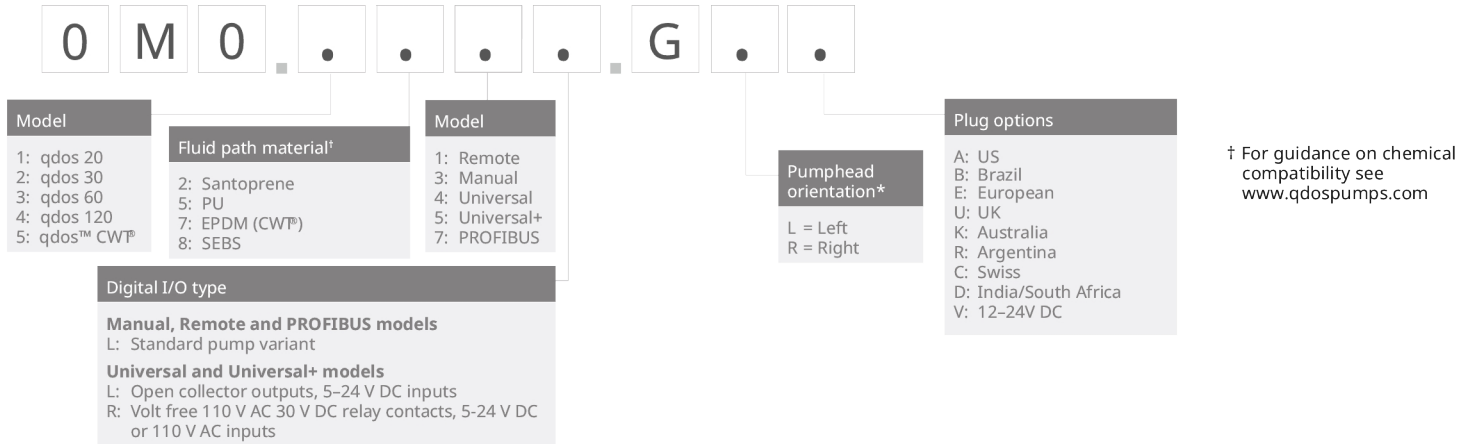 0 M 0 . . . . . . G . .
Model
1: qdos 20
2: qdos 30
3: qdos 60
4: qdos 120
5: qdos™ CWT®
Fluid path material†
2: Santoprene
5: PU
7: EPDM (CWT®)
8: SEBS
Model
1: Remote
3: Manual
4: Universal
5: Universal+
7: PROFIBUS
Digital I/O type
Manual, Remote and PROFIBUS models
L: Standard pump variant
Universal and Universal+ models
L: Open collector outputs, 5–24 V DC inputs
R: Volt free 110 V AC 30 V DC relay contacts, 5-24 V DC
or 110 V AC inputs
Pumphead
orientation*
L = Left
R = Right
Plug options
A: US
B: Brazil
E: European
U: UK
K: Australia
R: Argentina
C: Swiss
D: India/South Africa
V: 12–24V DC
† For guidance on chemical
compatibility see
www.qdospumps.com